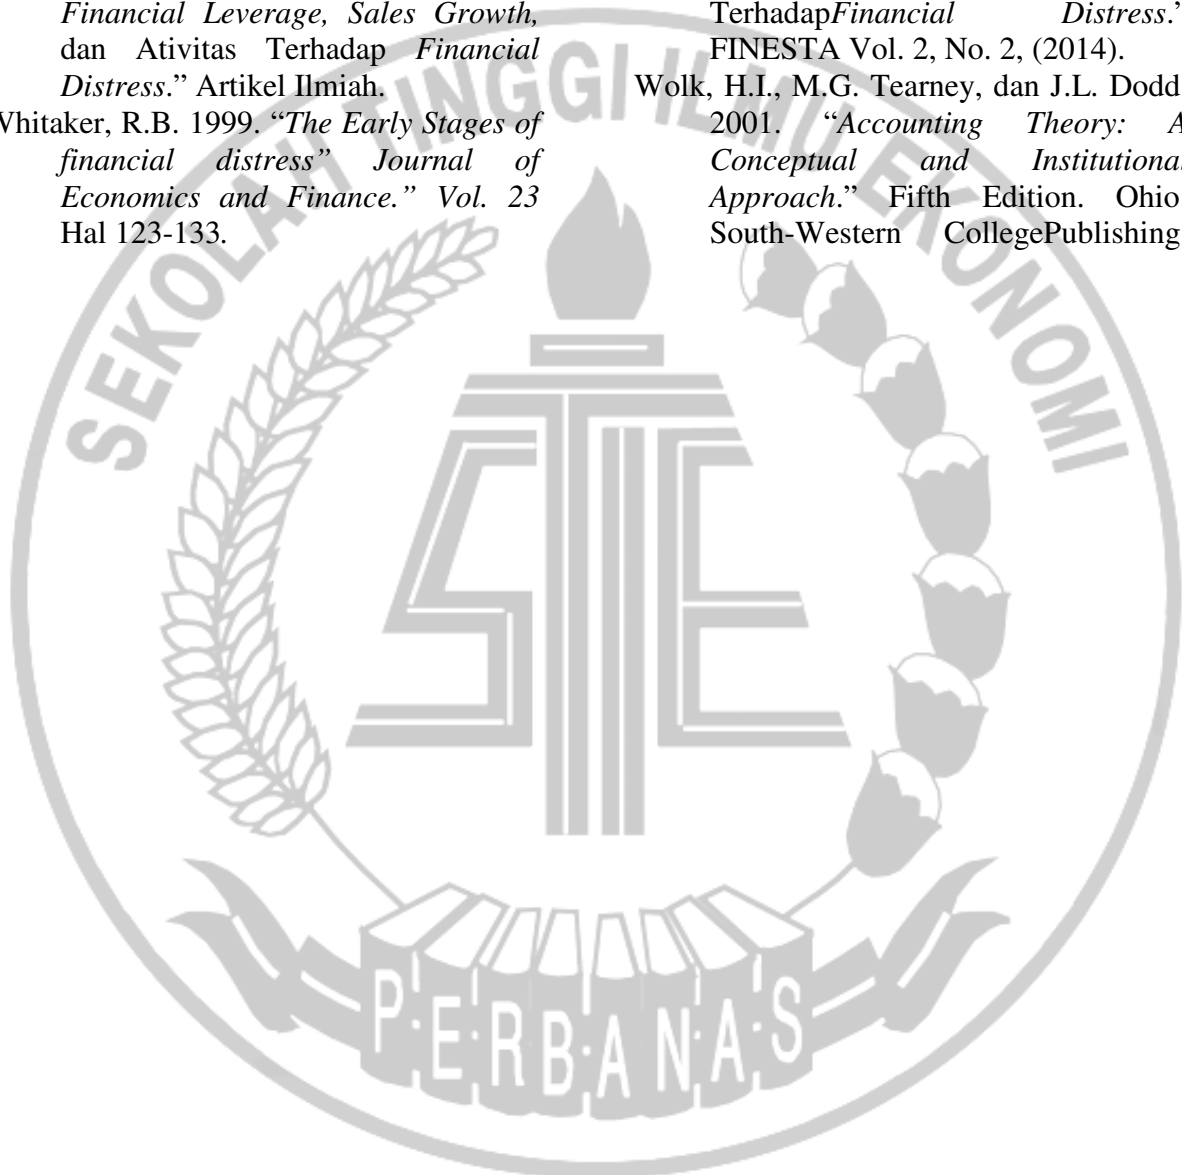 Financial Leverage, Sales Growth,
dan Ativitas Terhadap Financial
Distress.” Artikel Ilmiah.
Whitaker, R.B. 1999. “The Early Stages of
financial distress” Journal of
Economics and Finance.” Vol. 23
Hal 123-133.
TerhadapFinancial Distress.”
FINESTA Vol. 2, No. 2, (2014).
Wolk, H.I., M.G. Tearney, dan J.L. Dodd
2001. “Accounting Theory: A
Conceptual and Institutional
Approach.” Fifth Edition. Ohio
South-Western CollegePublishing
SEKOLAH TINGGI ILMU EKONOMI
STIE
P·E·R·B·A·N·A·S